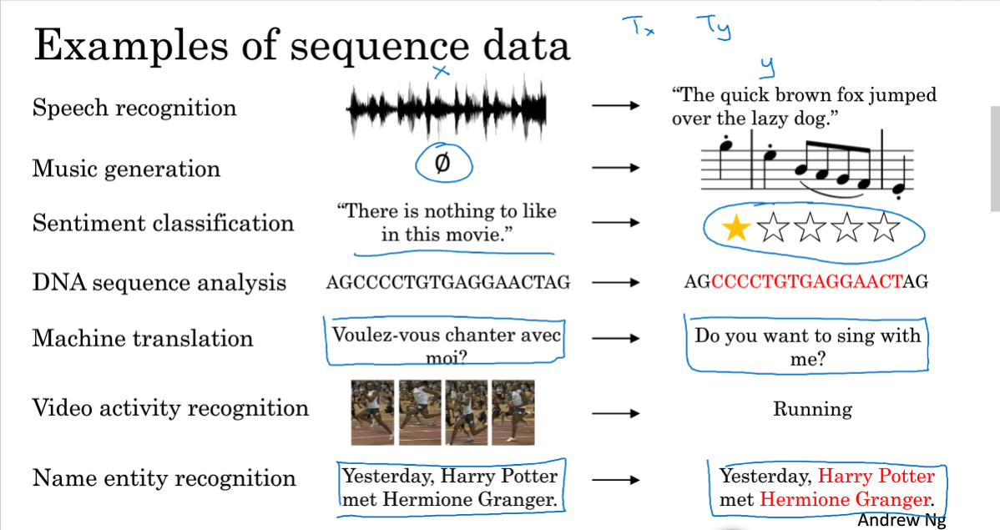 Tx Ty
Examples of sequence data
x
y
Speech recognition
“The quick brown fox jumped
over the lazy dog.”
Music generation
∅
Sentiment classification
“There is nothing to like
in this movie.”
DNA sequence analysis
AGCCCCTGTGAGGAACTAG
AGCCCCTGTGAGGAACTAG
Machine translation
Voulez-vous chanter avec
moi?
Do you want to sing with
me?
Video activity recognition
Running
Name entity recognition
Yesterday, Harry Potter
met Hermione Granger.
Yesterday, Harry Potter
met Hermione Granger.
Andrew Ng